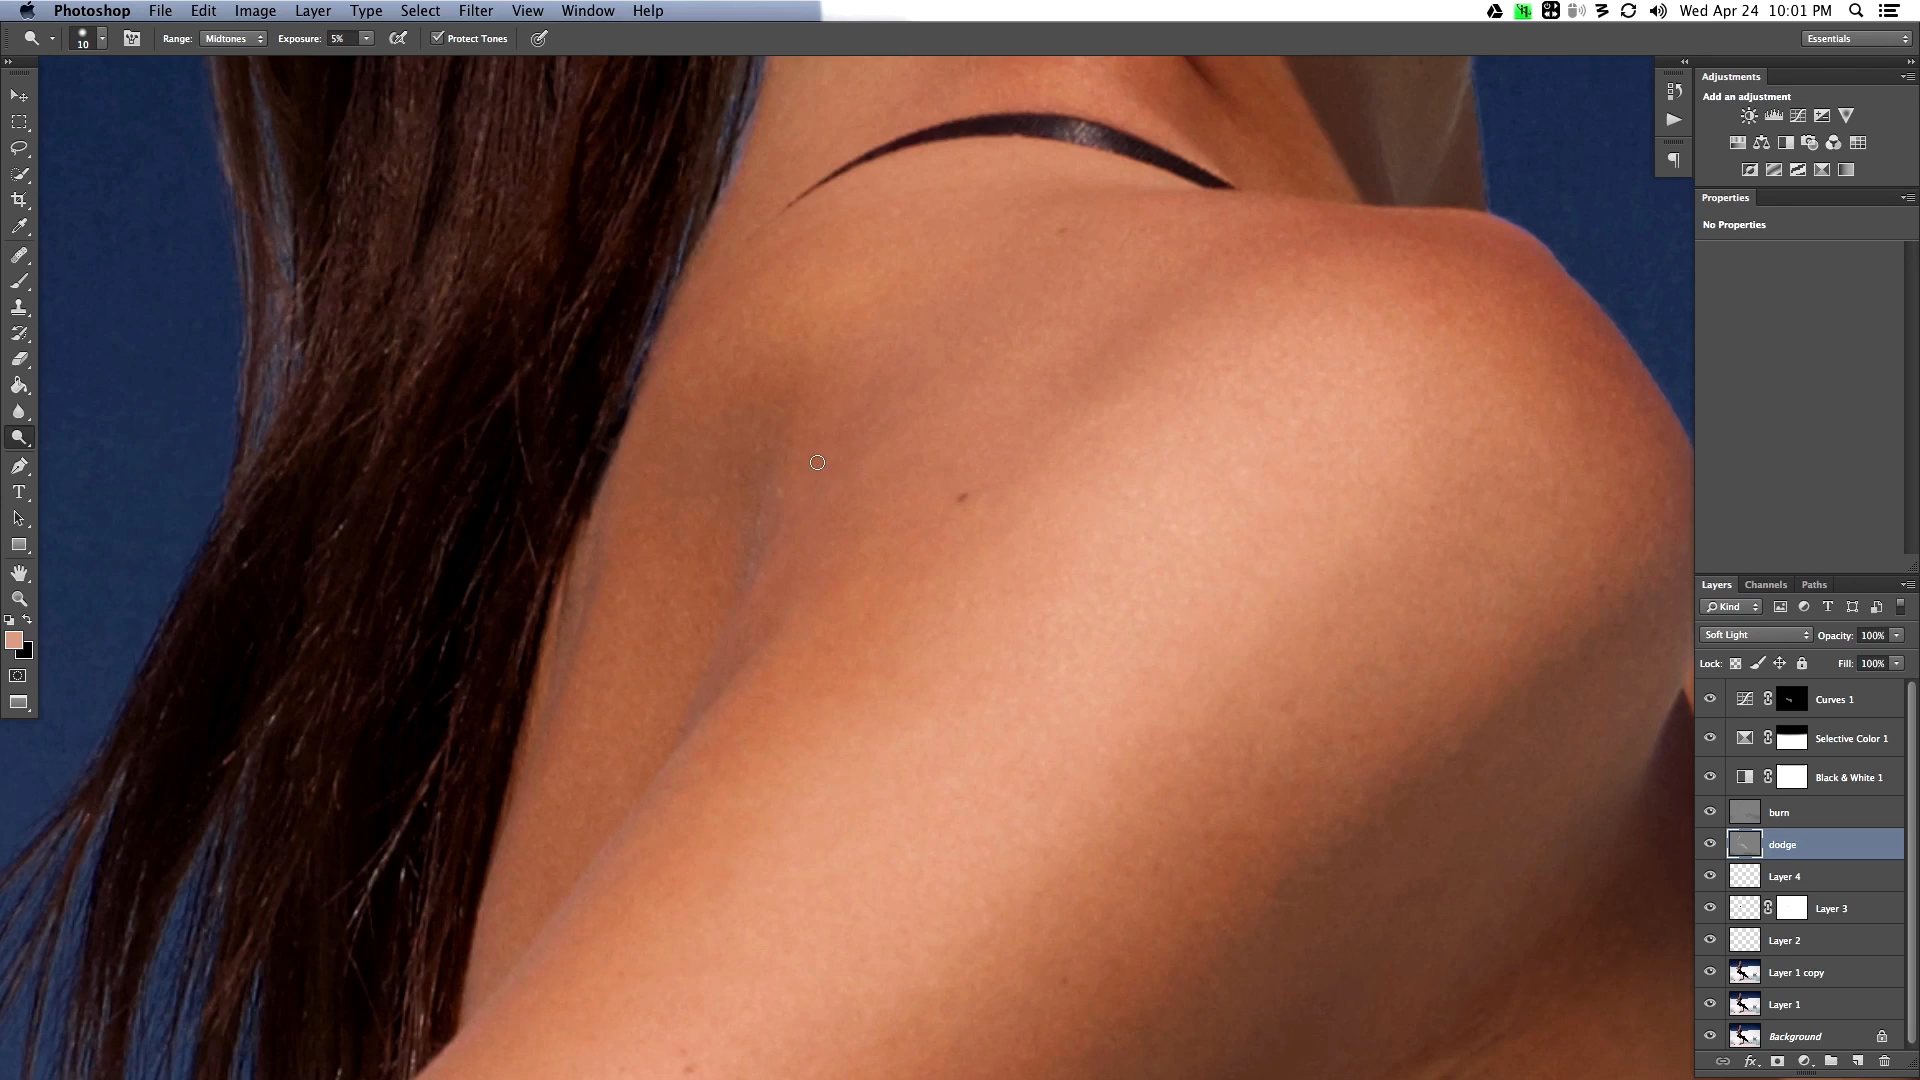 Photoshop File Edit Image Layer Type Select Filter View Window Help Wed Apr 24 10:01 PM
10 Range: Midtones Exposure: 5% Protect Tones Essentials
Adjustments
Add an adjustment
Properties
No Properties
Layers Channels Paths
Kind T
Soft Light Opacity: 100%
Lock: Fill: 100%
Curves 1
Selective Color 1
Black & White 1
burn
dodge
Layer 4
Layer 3
Layer 2
Layer 1 copy
Layer 1
Background
fx